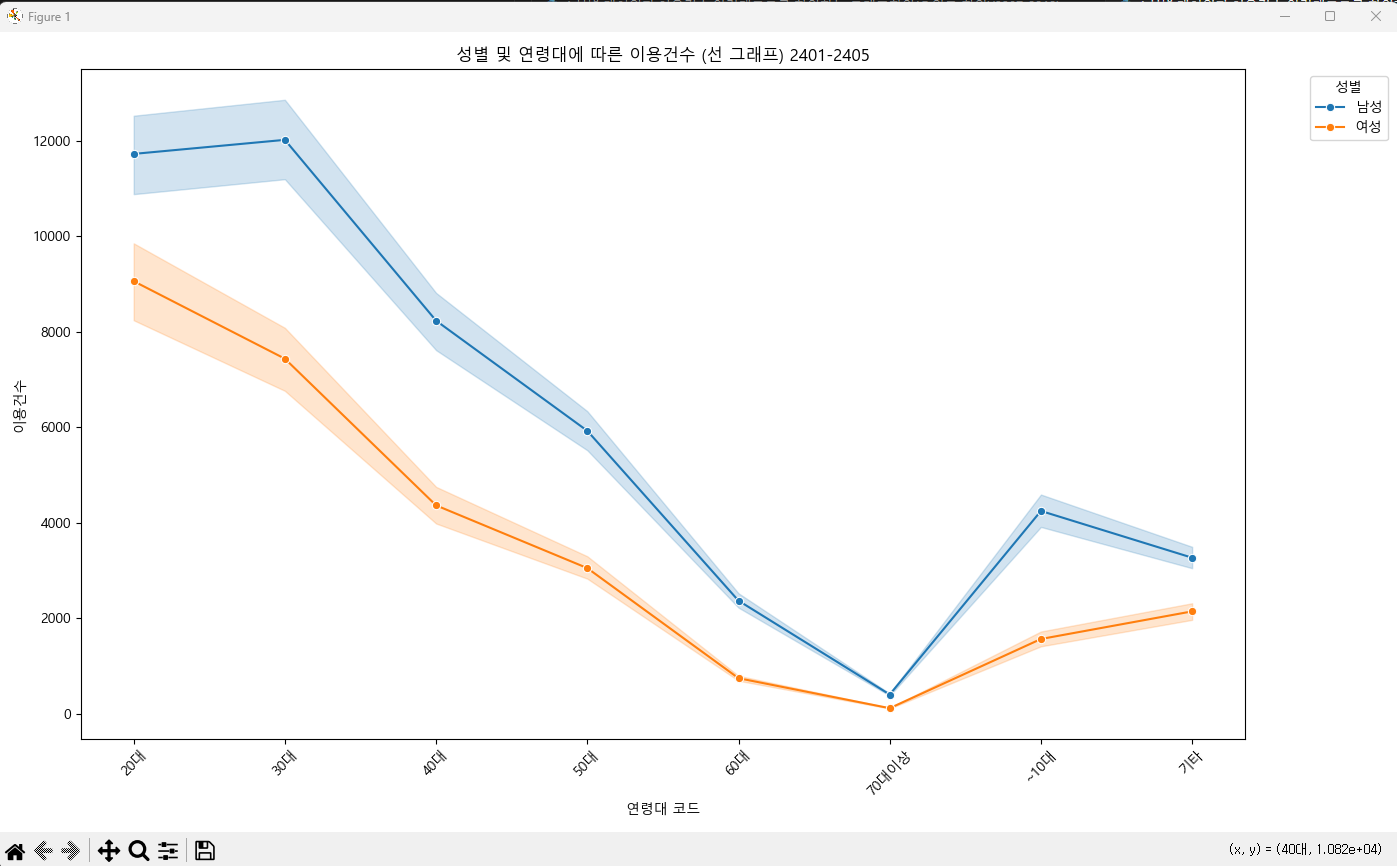 Figure 1
성별 및 연령대에 따른 이용건수 (선 그래프) 2401-2405
성별
남성
여성
12000
10000
8000
6000
4000
2000
0
이용건수
20대
30대
40대
50대
60대
70대이상
~10대
기타
연령대 코드
(x, y) = (40대, 1.082e+04)